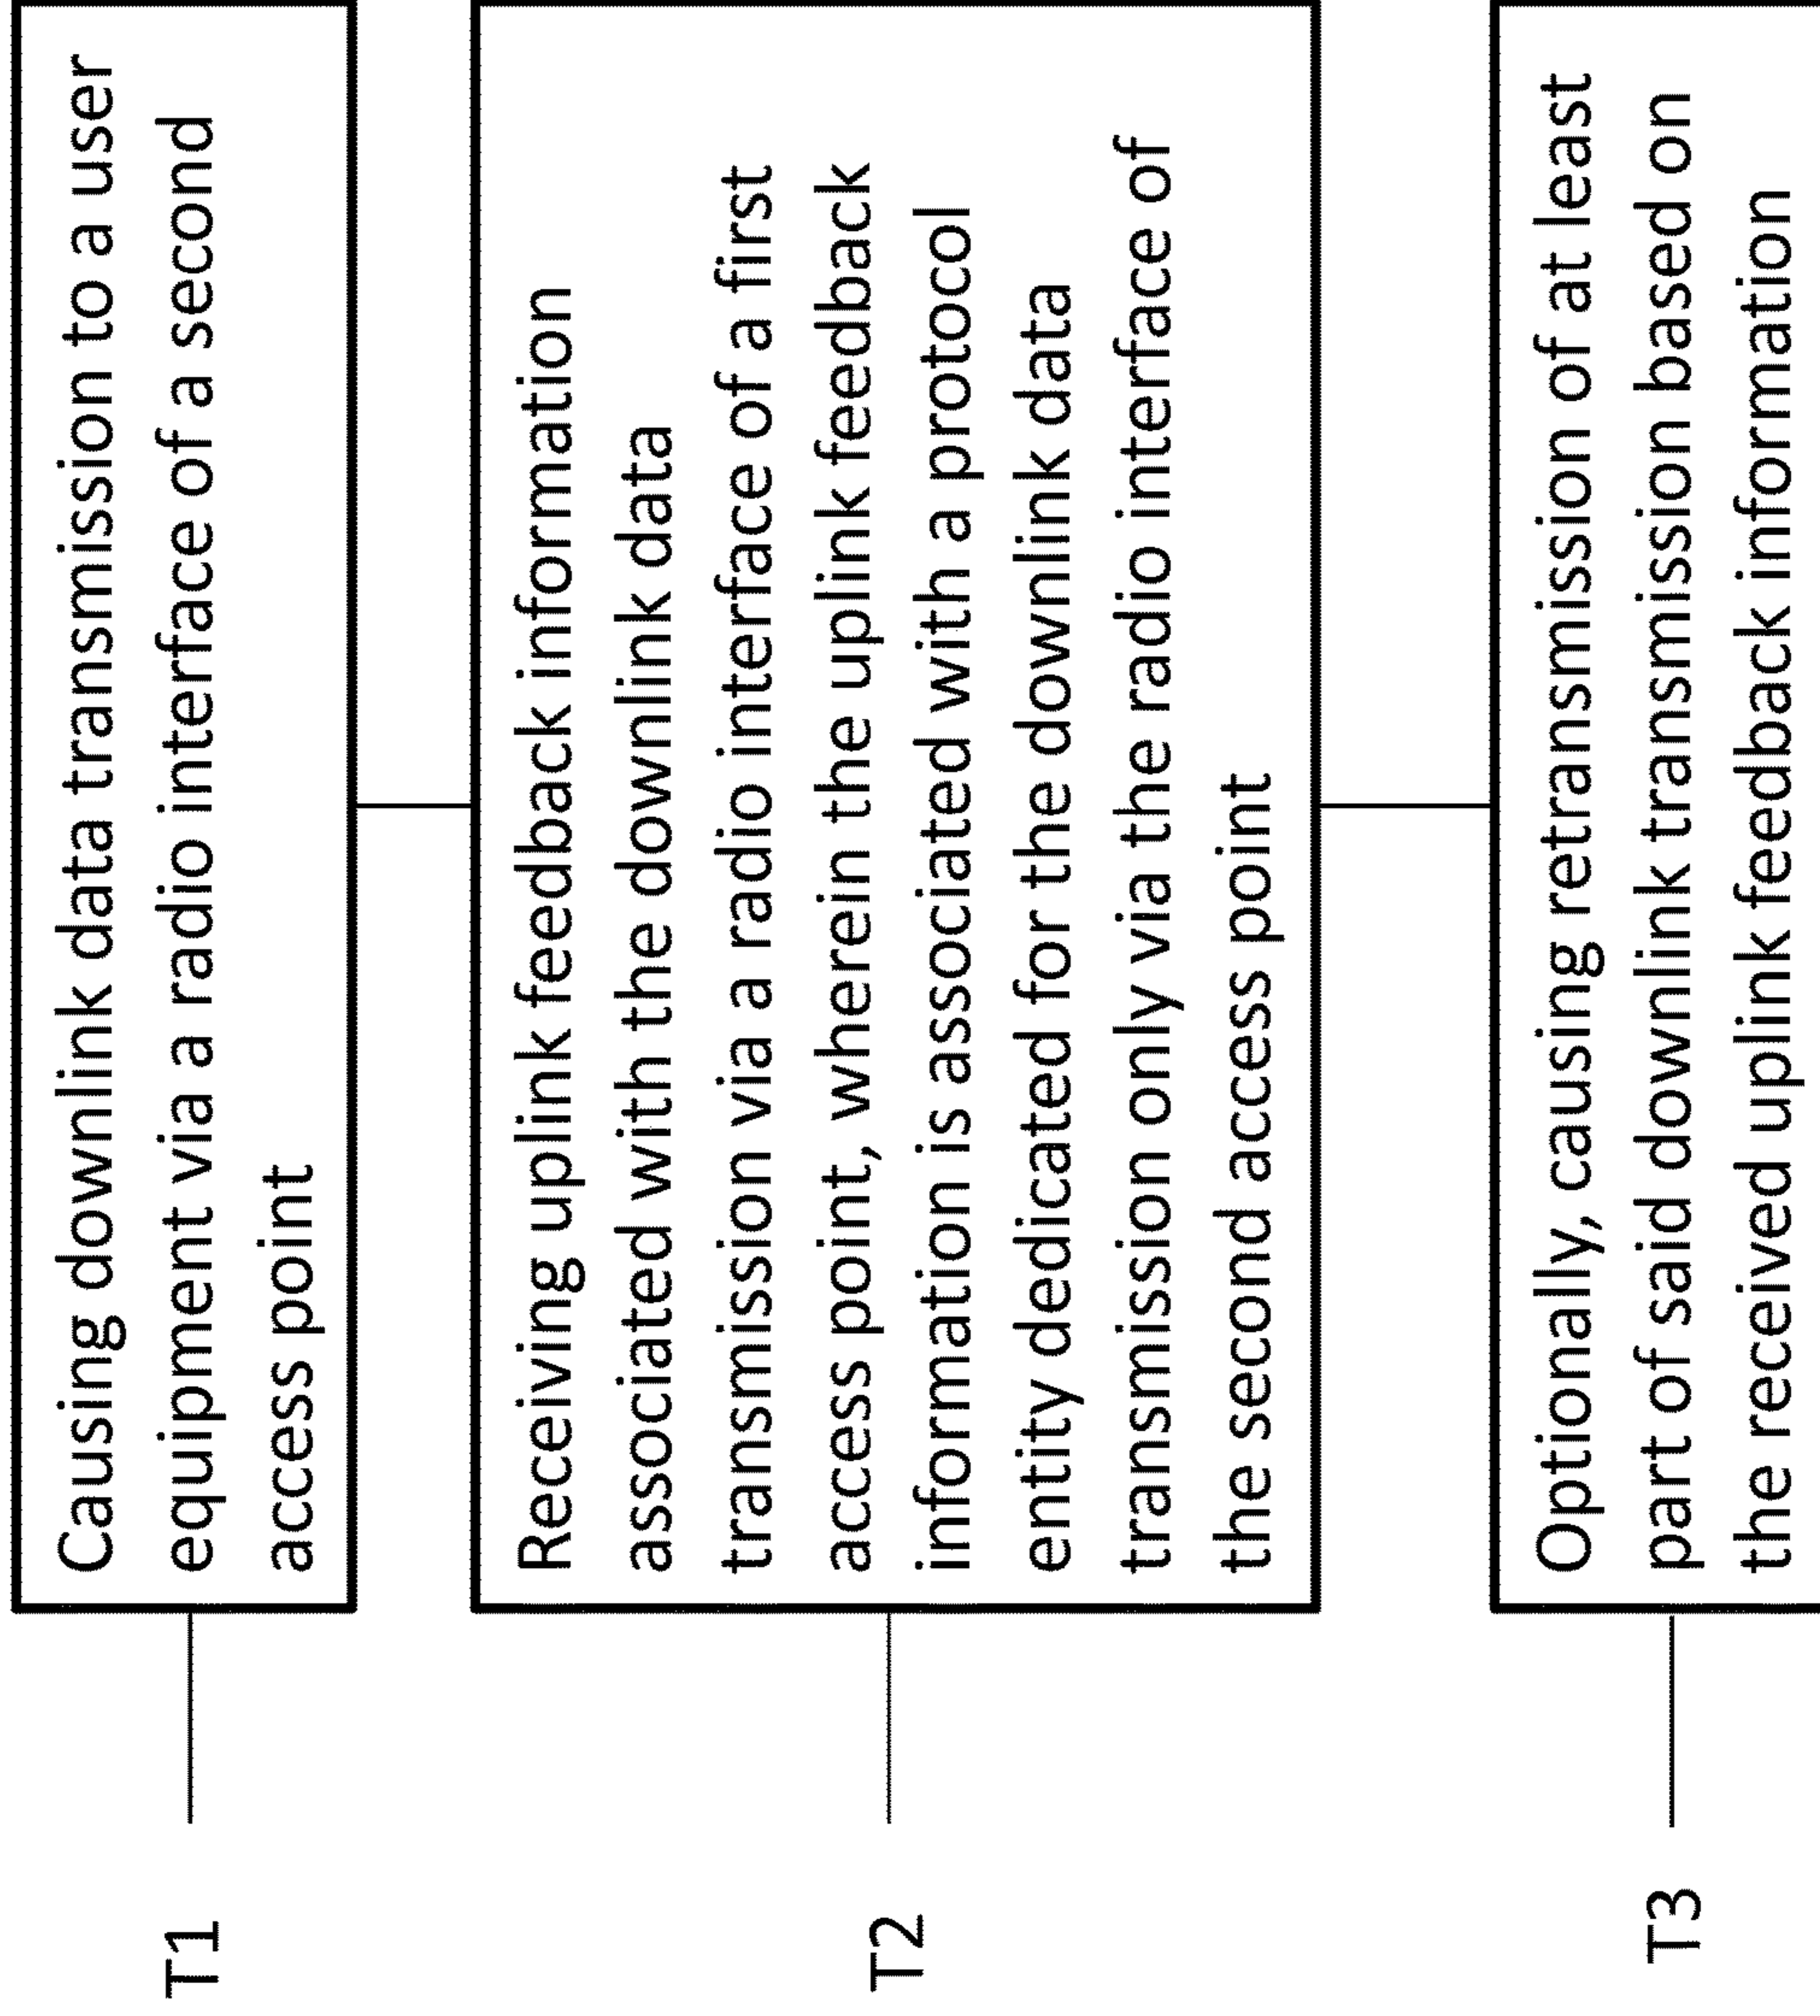 T1
Causing downlink data transmission to a user
equipment via a radio interface of a second
access point
T2
Receiving uplink feedback information
associated with the downlink data
transmission via a radio interface of a first
access point, wherein the uplink feedback
information is associated with a protocol
entity dedicated for the downlink data
transmission only via the radio interface of
the second access point
T3
Optionally, causing retransmission of at least
part of said downlink transmission based on
the received uplink feedback information